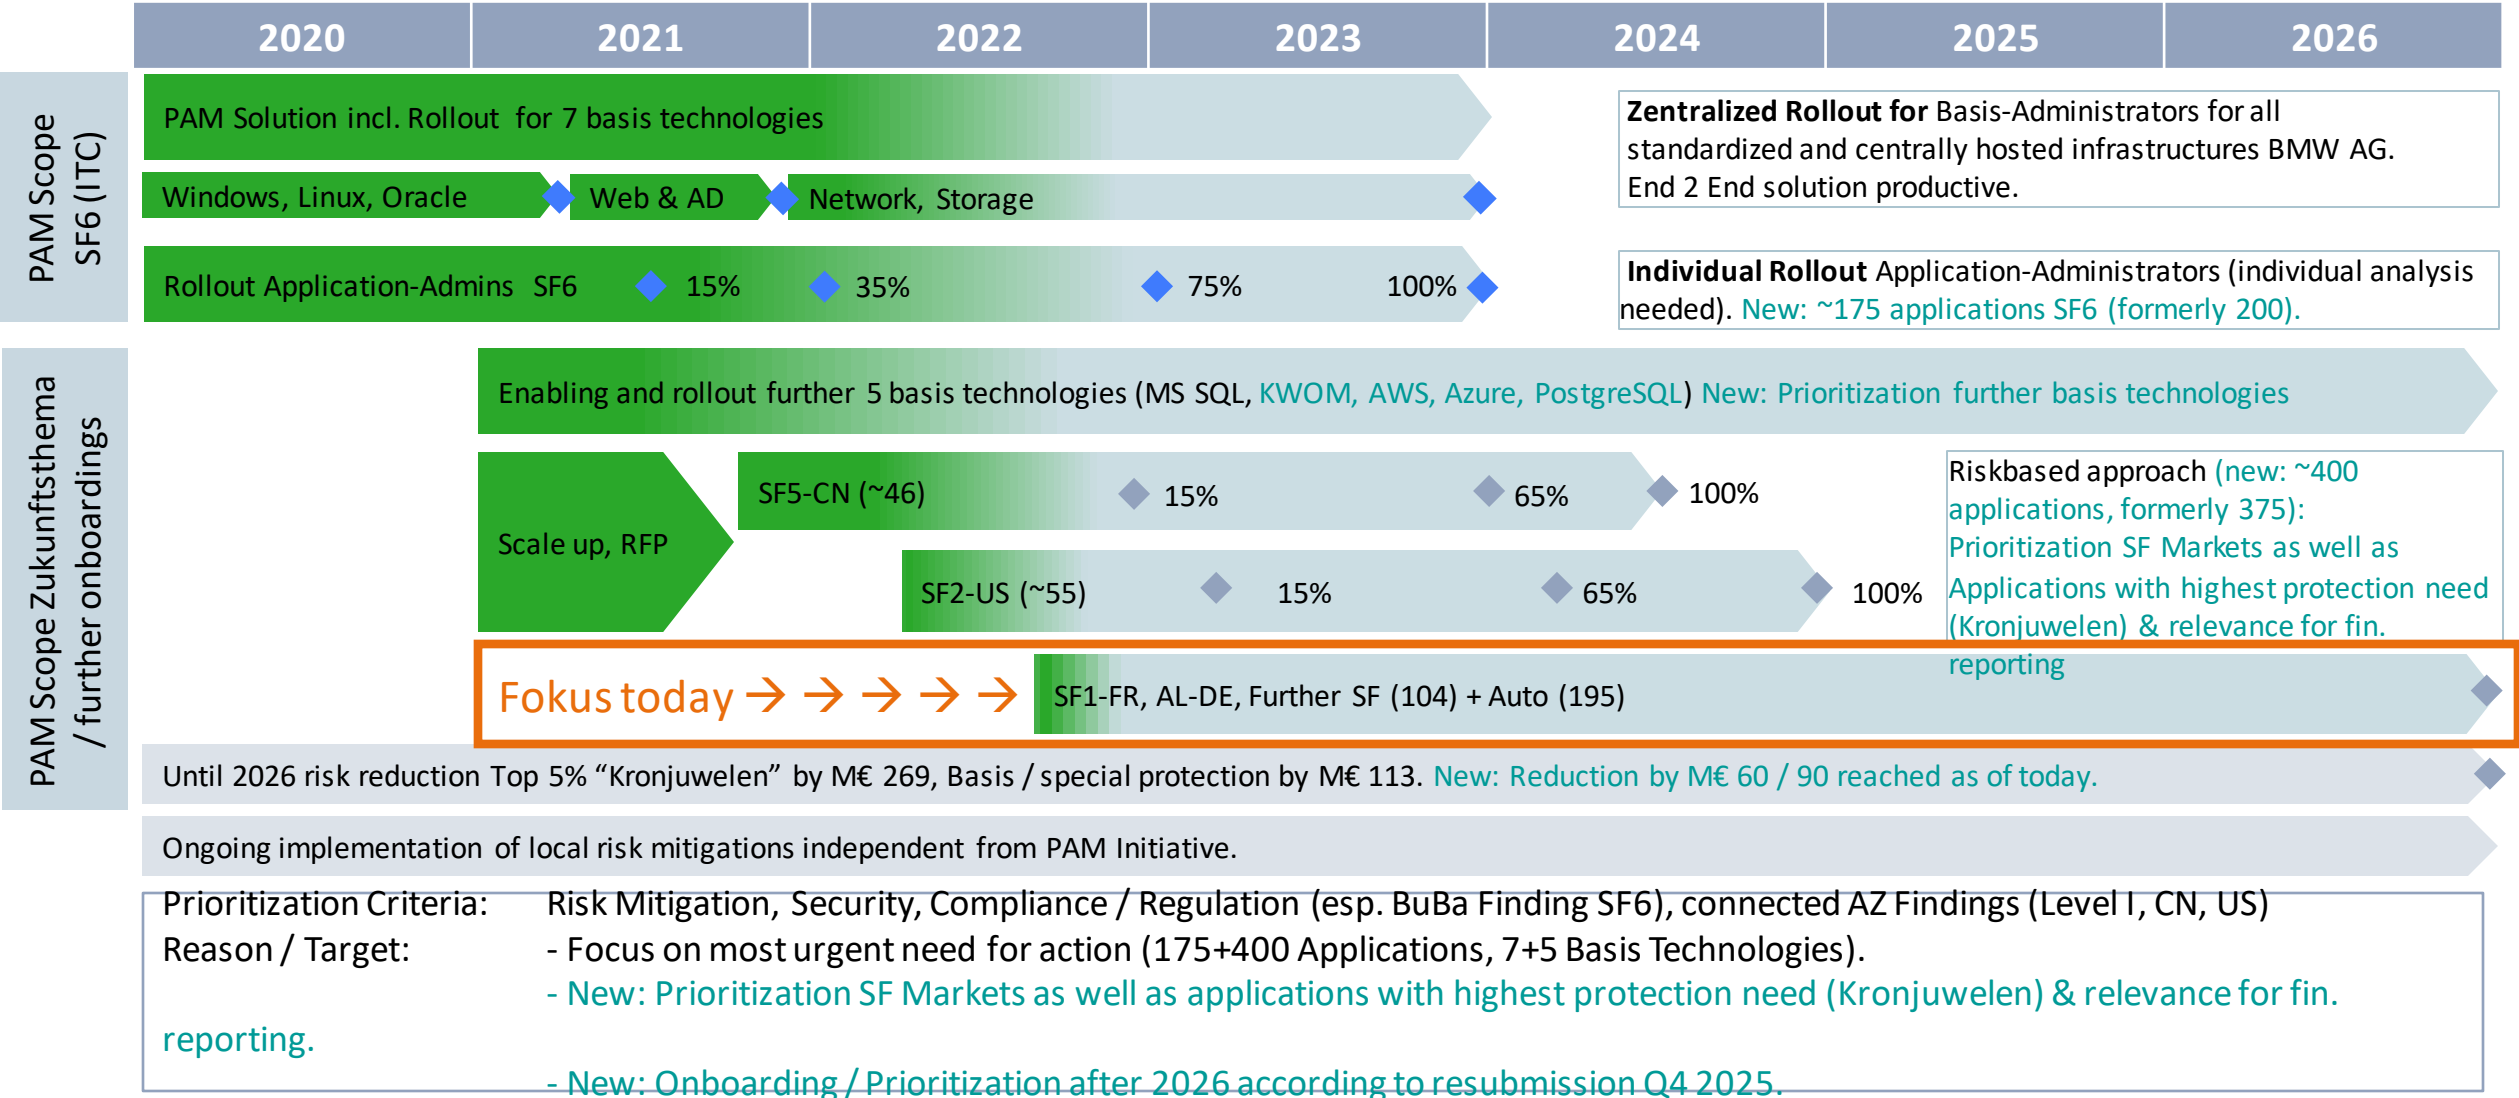 2020 2021 2022 2023 2024 2025 2026
PAM Scope
SF6 (ITC)
PAM Solution incl. Rollout for 7 basis technologies
Windows, Linux, Oracle
Web & AD
Network, Storage
Rollout Application-Admins SF6
15%
35%
75%
100%
Zentralized Rollout for Basis-Administrators for all
standardized and centrally hosted infrastructures BMW AG.
End 2 End solution productive.
Individual Rollout Application-Administrators (individual analysis
needed). New: ~175 applications SF6 (formerly 200).
PAM Scope Zukunftsthema
/ further onboardings
Enabling and rollout further 5 basis technologies (MS SQL, KWOM, AWS, Azure, PostgreSQL) New: Prioritization further basis technologies
Scale up, RFP
SF5-CN (~46)
15%
65%
100%
SF2-US (~55)
15%
65%
100%
Riskbased approach (new: ~400
applications, formerly 375):
Prioritization SF Markets as well as
Applications with highest protection need
(Kronjuwelen) & relevance for fin.
reporting
Fokus today → → → → →
SF1-FR, AL-DE, Further SF (104) + Auto (195)
Until 2026 risk reduction Top 5% “Kronjuwelen” by M€ 269, Basis / special protection by M€ 113. New: Reduction by M€ 60 / 90 reached as of today.
Ongoing implementation of local risk mitigations independent from PAM Initiative.
Prioritization Criteria: Risk Mitigation, Security, Compliance / Regulation (esp. BuBa Finding SF6), connected AZ Findings (Level I, CN, US)
Reason / Target: - Focus on most urgent need for action (175+400 Applications, 7+5 Basis Technologies).
- New: Prioritization SF Markets as well as applications with highest protection need (Kronjuwelen) & relevance for fin.
reporting.
- New: Onboarding / Prioritization after 2026 according to resubmission Q4 2025.